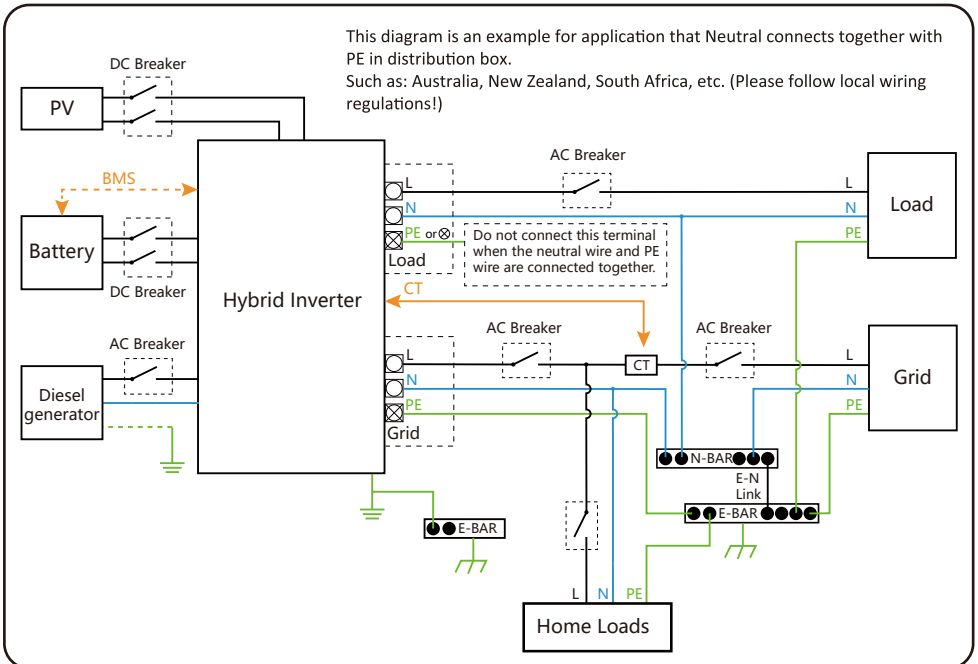 This diagram is an example for application that Neutral connects together with
PE in distribution box.
Such as: Australia, New Zealand, South Africa, etc. (Please follow local wiring
regulations!)
DC Breaker
PV
BMS
Battery
DC Breaker
AC Breaker
Diesel
generator
Hybrid Inverter
L
N
PE or
Load
Do not connect this terminal
when the neutral wire and PE
wire are connected together.
AC Breaker
L
N
PE
Load
CT
AC Breaker
CT
AC Breaker
L
N
PE
Grid
L
N
PE
Grid
N-BAR
E-N
Link
E-BAR
E-BAR
L
N
PE
Home Loads